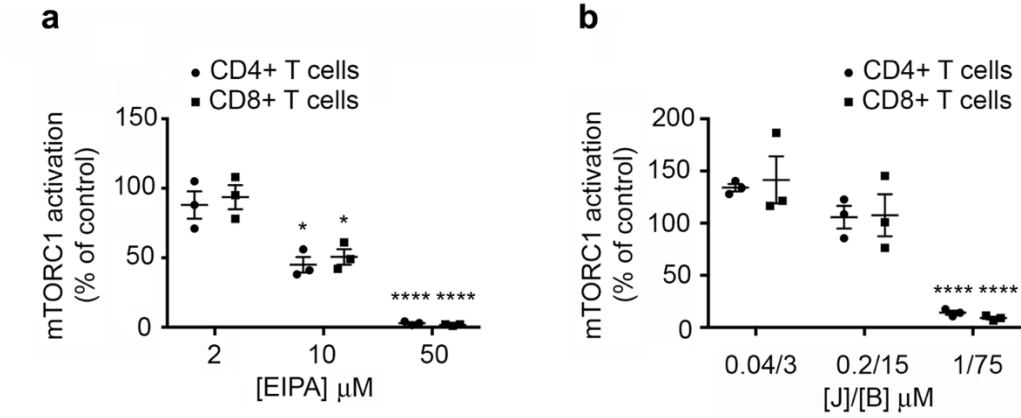 a
CD4+ T cells
CD8+ T cells
mTORC1 activation
(% of control)
150
100
50
0
*
*
**** ****
2 10 50
[EIPA] μM
b
CD4+ T cells
CD8+ T cells
mTORC1 activation
(% of control)
200
150
100
50
0
**** ****
0.04/3 0.2/15 1/75
[J]/[B] μM